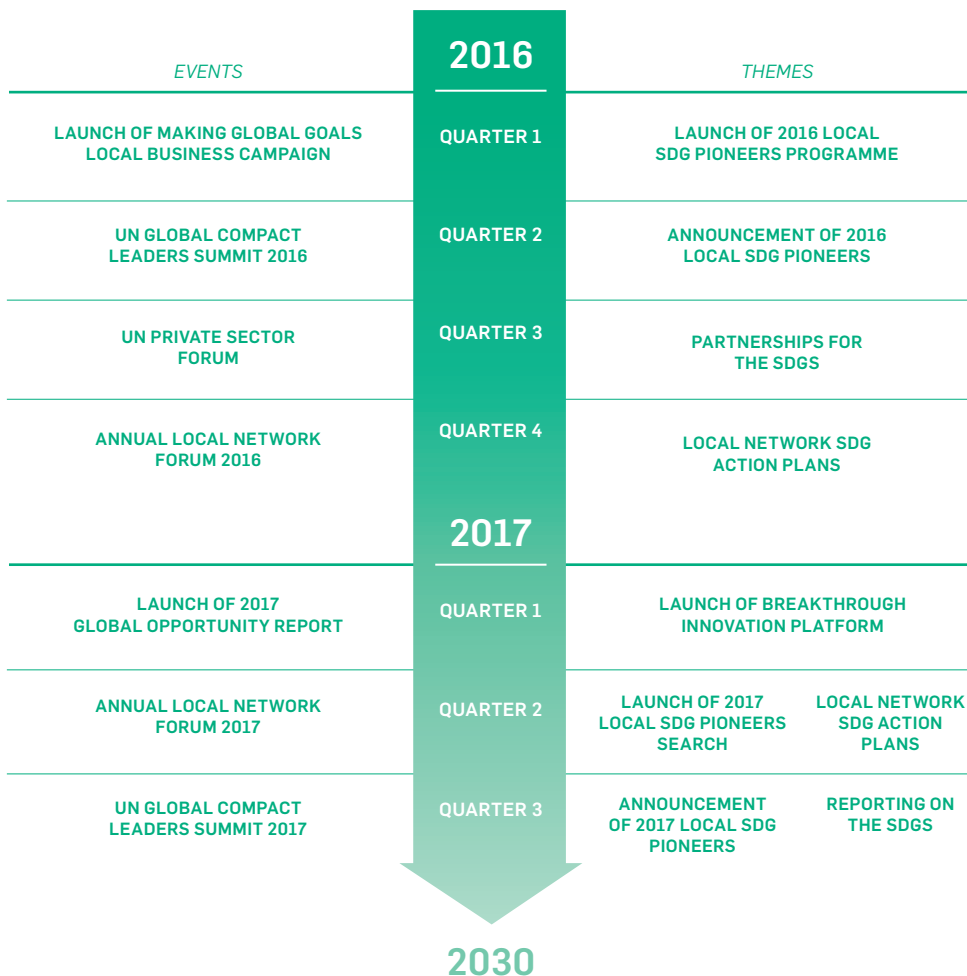 EVENTS
2016
THEMES
LAUNCH OF MAKING GLOBAL GOALS
LOCAL BUSINESS CAMPAIGN
QUARTER 1
LAUNCH OF 2016 LOCAL
SDG PIONEERS PROGRAMME
UN GLOBAL COMPACT
LEADERS SUMMIT 2016
QUARTER 2
ANNOUNCEMENT OF 2016
LOCAL SDG PIONEERS
UN PRIVATE SECTOR
FORUM
QUARTER 3
PARTNERSHIPS FOR
THE SDGS
ANNUAL LOCAL NETWORK
FORUM 2016
QUARTER 4
LOCAL NETWORK SDG
ACTION PLANS
2017
LAUNCH OF 2017
GLOBAL OPPORTUNITY REPORT
QUARTER 1
LAUNCH OF BREAKTHROUGH
INNOVATION PLATFORM
ANNUAL LOCAL NETWORK
FORUM 2017
QUARTER 2
LAUNCH OF 2017
LOCAL SDG PIONEERS
SEARCH
LOCAL NETWORK
SDG ACTION
PLANS
UN GLOBAL COMPACT
LEADERS SUMMIT 2017
QUARTER 3
ANNOUNCEMENT
OF 2017 LOCAL SDG
PIONEERS
REPORTING ON
THE SDGS
2030